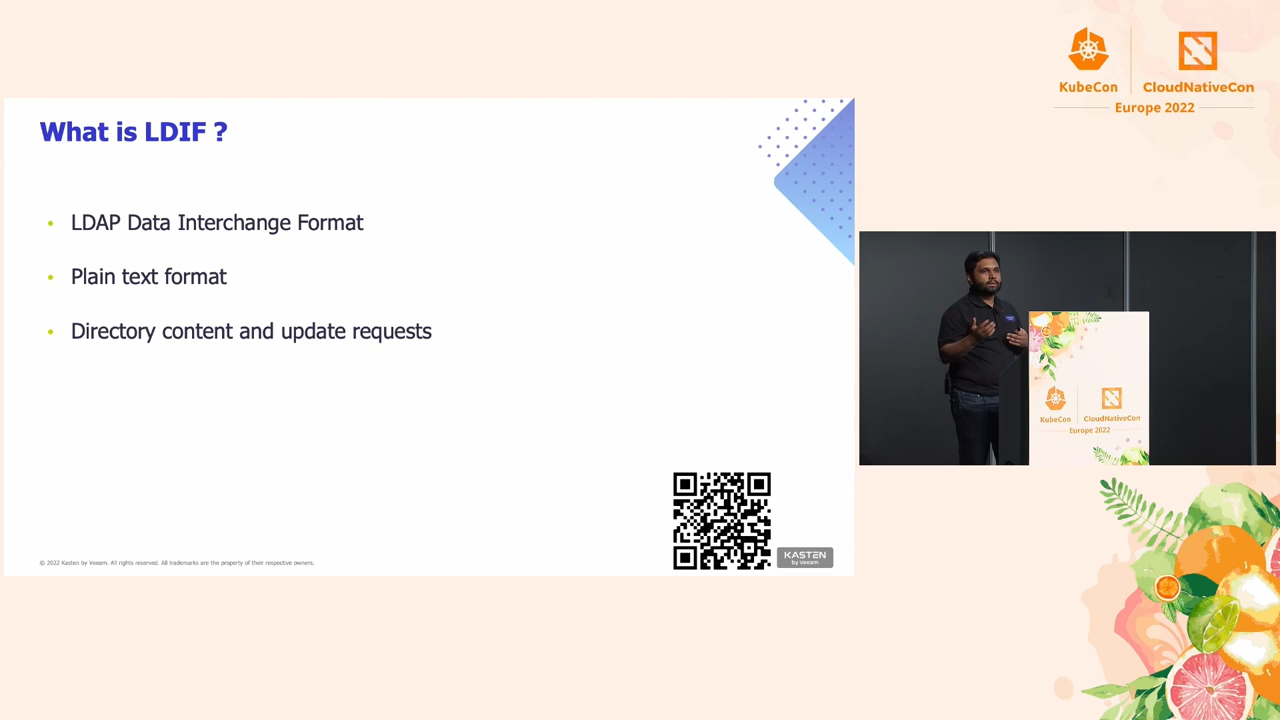 KubeCon
CloudNativeCon
Europe 2022
What is LDIF ?
• LDAP Data Interchange Format
• Plain text format
• Directory content and update requests
© 2022 Kasten by Veeam. All rights reserved. All trademarks are the property of their respective owners.
KASTEN
by Veeam
KubeCon
CloudNativeCon
Europe 2022